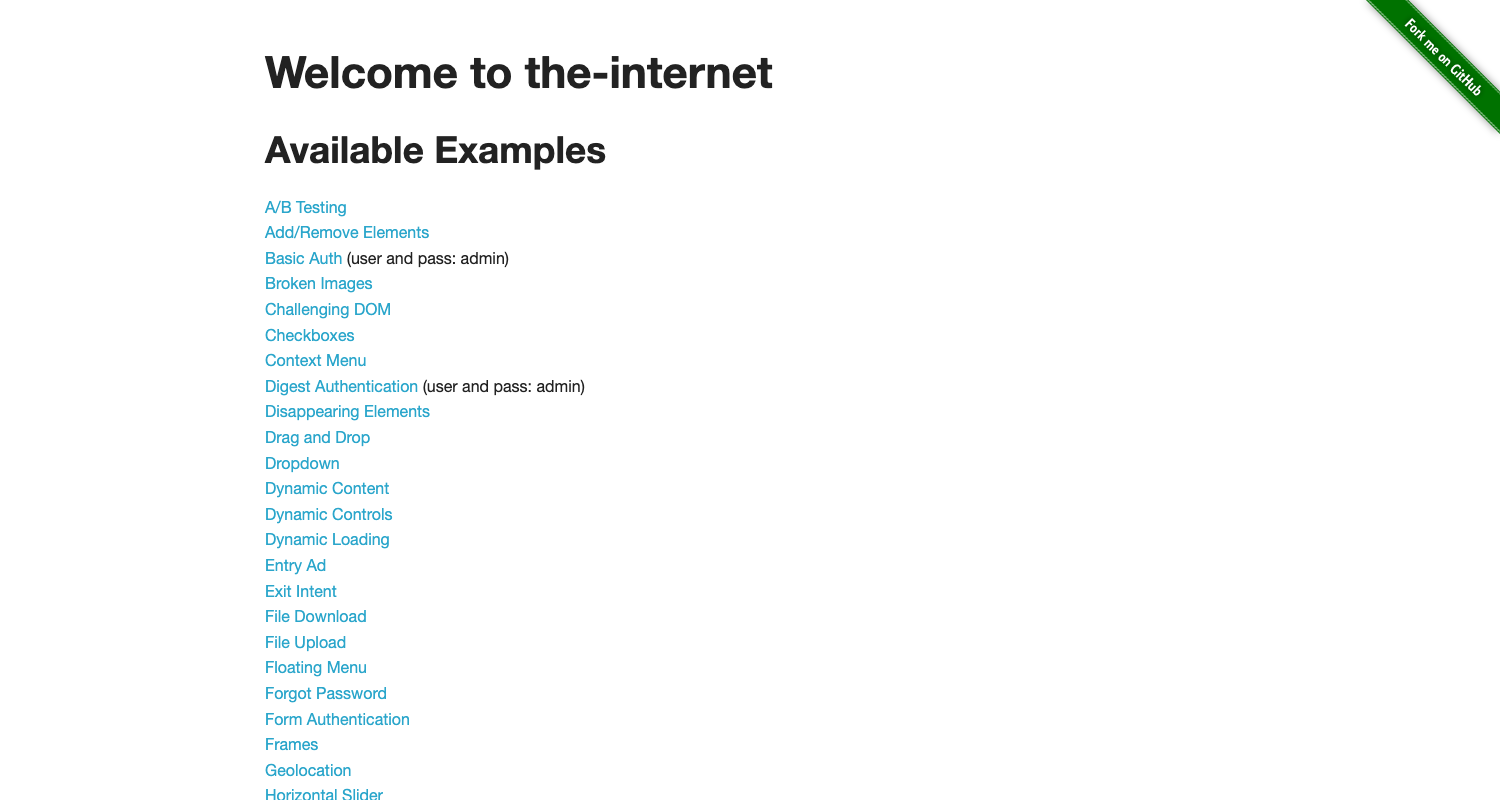 Fork me on GitHub
Welcome to the-internet
Available Examples
A/B Testing
Add/Remove Elements
Basic Auth (user and pass: admin)
Broken Images
Challenging DOM
Checkboxes
Context Menu
Digest Authentication (user and pass: admin)
Disappearing Elements
Drag and Drop
Dropdown
Dynamic Content
Dynamic Controls
Dynamic Loading
Entry Ad
Exit Intent
File Download
File Upload
Floating Menu
Forgot Password
Form Authentication
Frames
Geolocation
Horizontal Slider